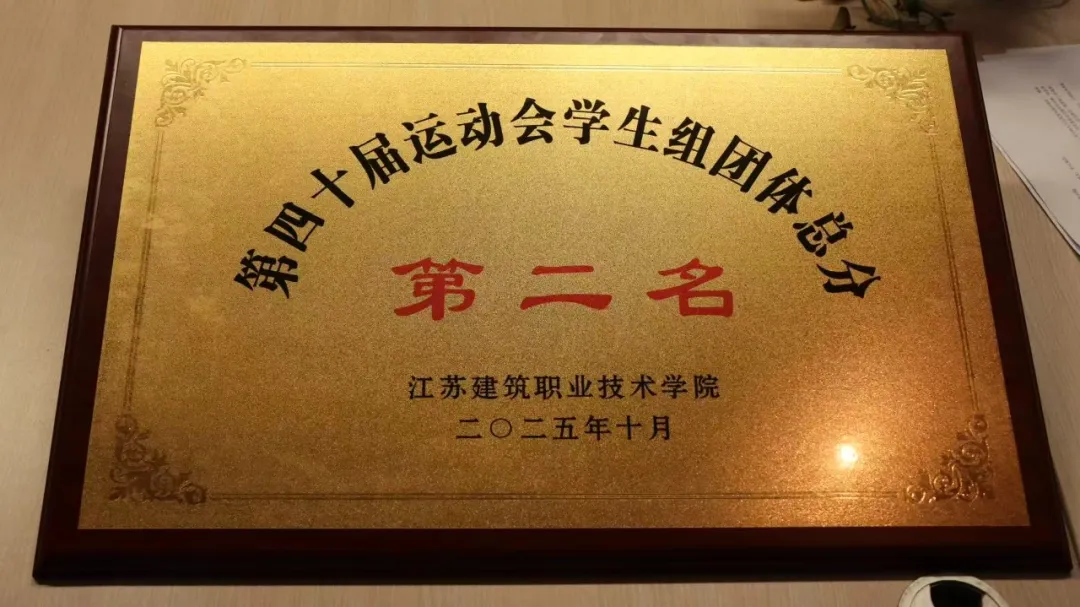 第四十届运动会学生组团体总分
第二名
江苏建筑职业技术学院
二〇二五年十月